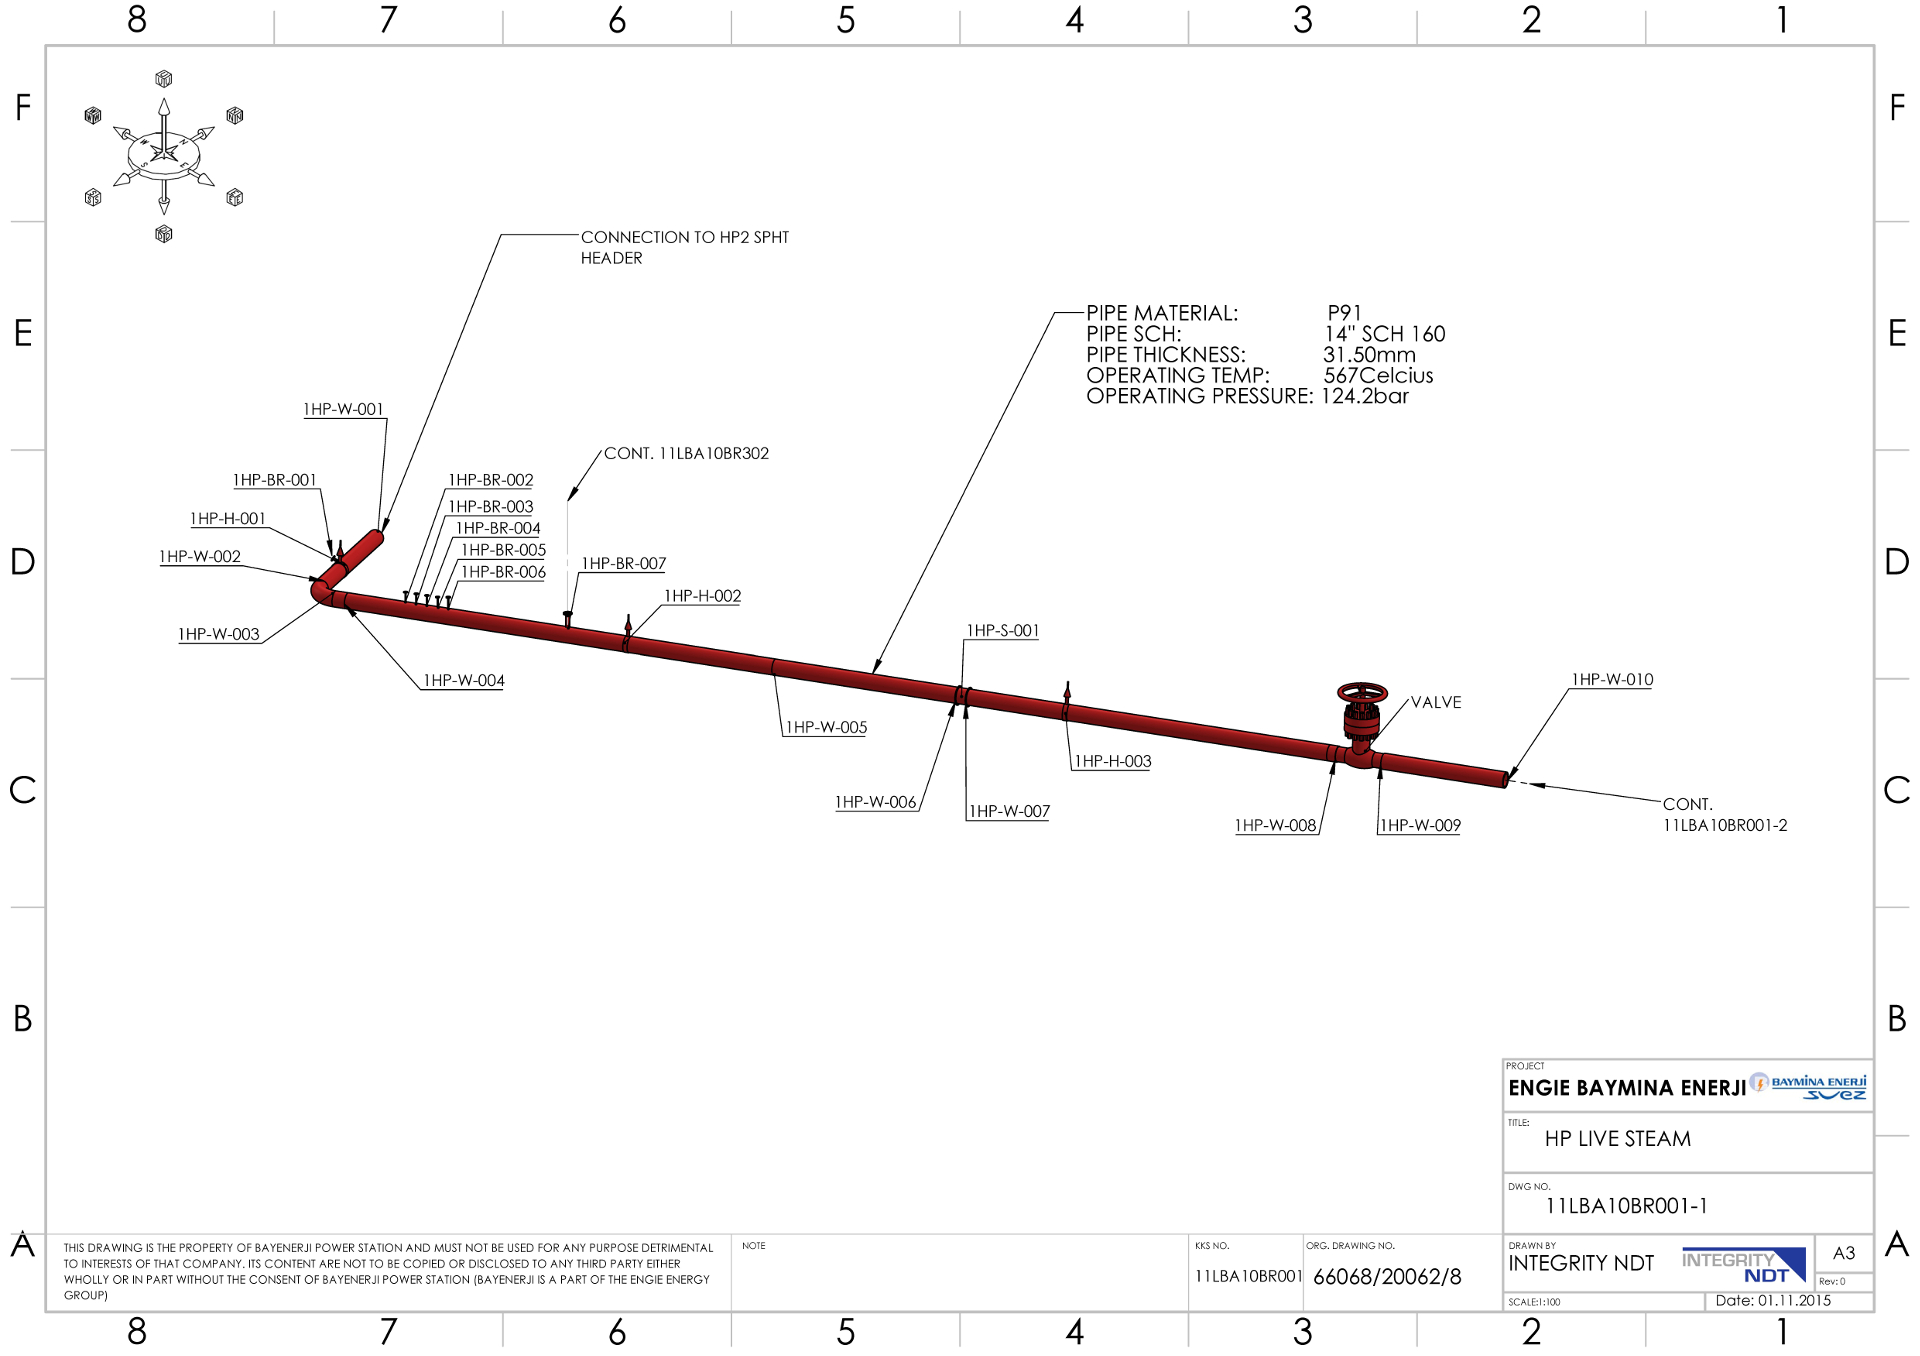 8 7 6 5 4 3 2 1
F F
W N
S E
CONNECTION TO HP2 SPHT
HEADER
E E
PIPE MATERIAL: P91
PIPE SCH: 14" SCH 160
PIPE THICKNESS: 31.50mm
OPERATING TEMP: 567Celcius
OPERATING PRESSURE: 124.2bar
1HP-W-001
CONT. 11LBA10BR302
1HP-BR-001
1HP-BR-002
1HP-BR-003
1HP-H-001
1HP-BR-004
1HP-W-002
1HP-BR-005
1HP-BR-006
1HP-BR-007
D D
1HP-H-002
1HP-W-003
1HP-S-001
1HP-W-004
1HP-W-010
VALVE
1HP-W-005
1HP-H-003
C C
1HP-W-006
1HP-W-007
CONT.
11LBA10BR001-2
1HP-W-008
1HP-W-009
B B
PROJECT
ENGIE BAYMINA ENERJI
BAYMİNA ENERJİ
SUEZ
TITLE:
HP LIVE STEAM
DWG NO.
11LBA10BR001-1
A A
THIS DRAWING IS THE PROPERTY OF BAYENERJI POWER STATION AND MUST NOT BE USED FOR ANY PURPOSE DETRIMENTAL
TO INTERESTS OF THAT COMPANY. ITS CONTENT ARE NOT TO BE COPIED OR DISCLOSED TO ANY THIRD PARTY EITHER
WHOLLY OR IN PART WITHOUT THE CONSENT OF BAYENERJI POWER STATION (BAYENERJI IS A PART OF THE ENGIE ENERGY
GROUP)
NOTE
KKS NO.
11LBA10BR001
ORG. DRAWING NO.
66068/20062/8
DRAWN BY
INTEGRITY NDT
INTEGRITY
NDT
A3
Rev: 0
SCALE:1:100
Date: 01.11.2015
8 7 6 5 4 3 2 1